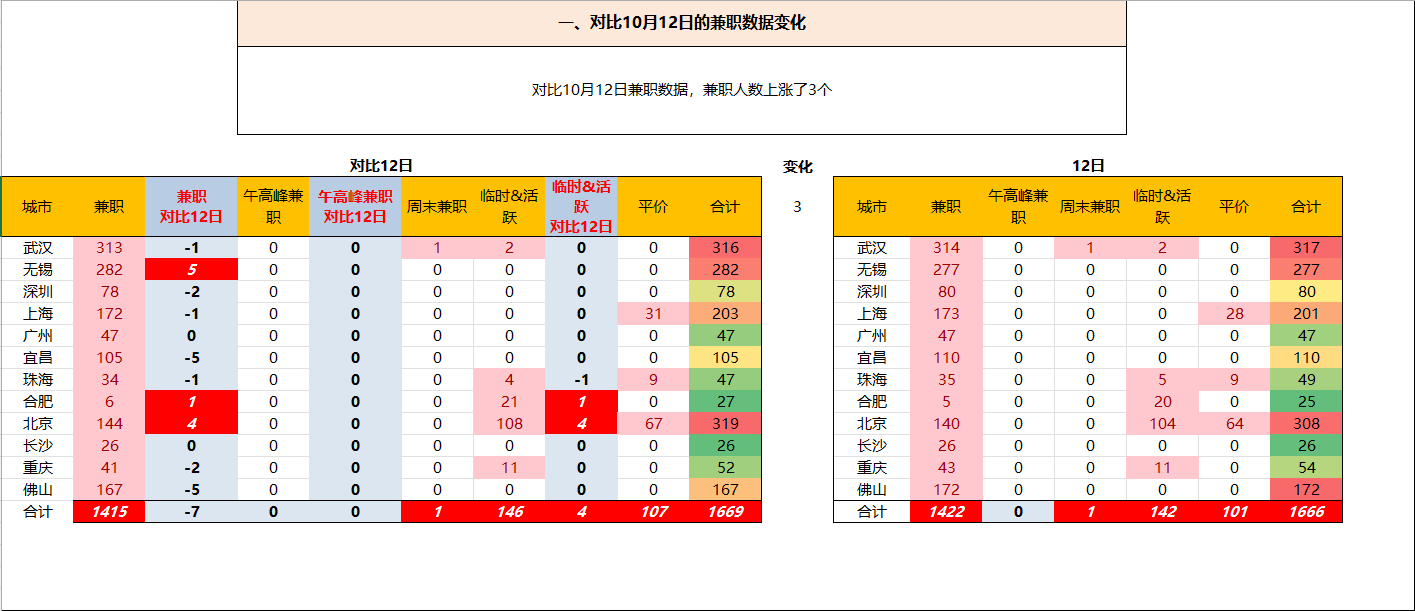 一、对比10月12日的兼职数据变化
对比10月12日兼职数据，兼职人数上涨了3个
对比12日 变化 12日
城市 兼职 兼职 对比12日 午高峰兼职 午高峰兼职 对比12日 周末兼职 临时&活跃 临时&活跃 对比12日 平价 合计 3 城市 兼职 午高峰兼职 周末兼职 临时&活跃 平价 合计
武汉 313 -1 0 0 1 2 0 0 316 武汉 314 0 1 2 0 317
无锡 282 5 0 0 0 0 0 0 282 无锡 277 0 0 0 0 277
深圳 78 -2 0 0 0 0 0 0 78 深圳 80 0 0 0 0 80
上海 172 -1 0 0 0 0 0 31 203 上海 173 0 0 0 28 201
广州 47 0 0 0 0 0 0 0 47 广州 47 0 0 0 0 47
宜昌 105 -5 0 0 0 0 0 0 105 宜昌 110 0 0 0 0 110
珠海 34 -1 0 0 0 4 -1 9 47 珠海 35 0 0 5 9 49
合肥 6 1 0 0 0 21 1 0 27 合肥 5 0 0 20 0 25
北京 144 4 0 0 0 108 4 67 319 北京 140 0 0 104 64 308
长沙 26 0 0 0 0 0 0 0 26 长沙 26 0 0 0 0 26
重庆 41 -2 0 0 0 11 0 0 52 重庆 43 0 0 11 0 54
佛山 167 -5 0 0 0 0 0 0 167 佛山 172 0 0 0 0 172
合计 1415 -7 0 0 1 146 4 107 1669 合计 1422 0 1 142 101 1666